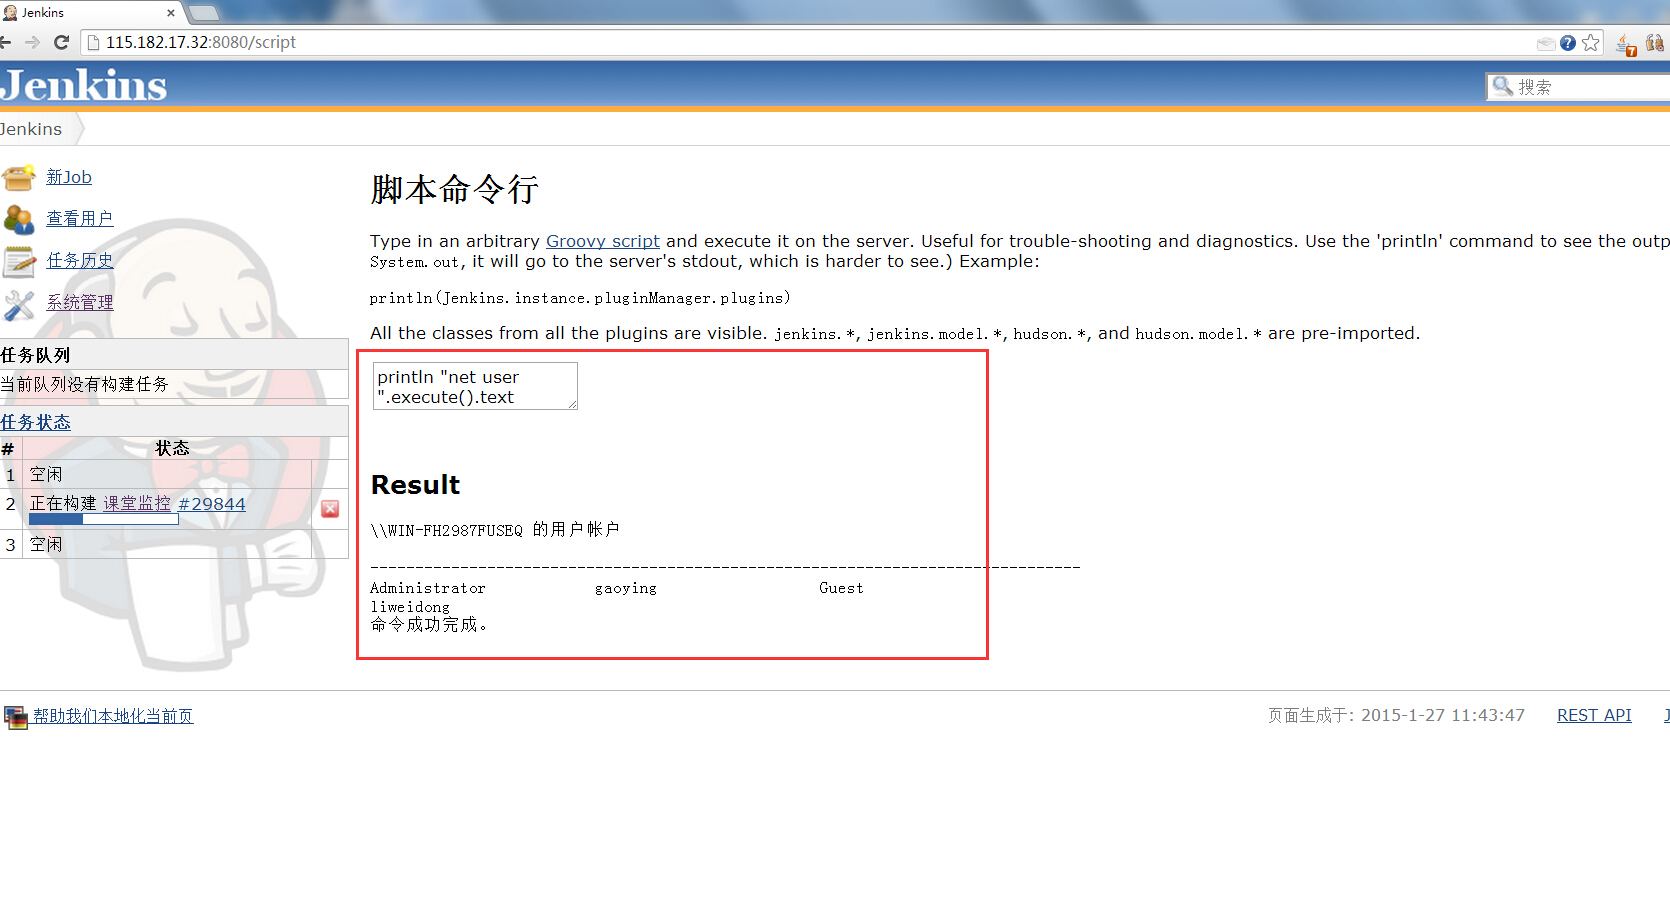 Jenkins
115.182.17.32:8080/script
Jenkins
搜索
Jenkins
新Job
查看用户
任务历史
系统管理
任务队列
当前队列没有构建任务
任务状态
# 状态
1 空闲
2 正在构建 课堂监控 #29844
3 空闲
脚本命令行
Type in an arbitrary Groovy script and execute it on the server. Useful for trouble-shooting and diagnostics. Use the 'println' command to see the outp
System.out, it will go to the server's stdout, which is harder to see.) Example:
println(Jenkins.instance.pluginManager.plugins)
All the classes from all the plugins are visible. jenkins.*, jenkins.model.*, hudson.*, and hudson.model.* are pre-imported.
println "net user
".execute().text
Result
\\WIN-FH2987FUSEQ 的用户帐户
-------------------------------------------------------------------------------
Administrator gaoying Guest
liweidong
命令成功完成。
帮助我们本地化当前页
页面生成于: 2015-1-27 11:43:47
REST API
J